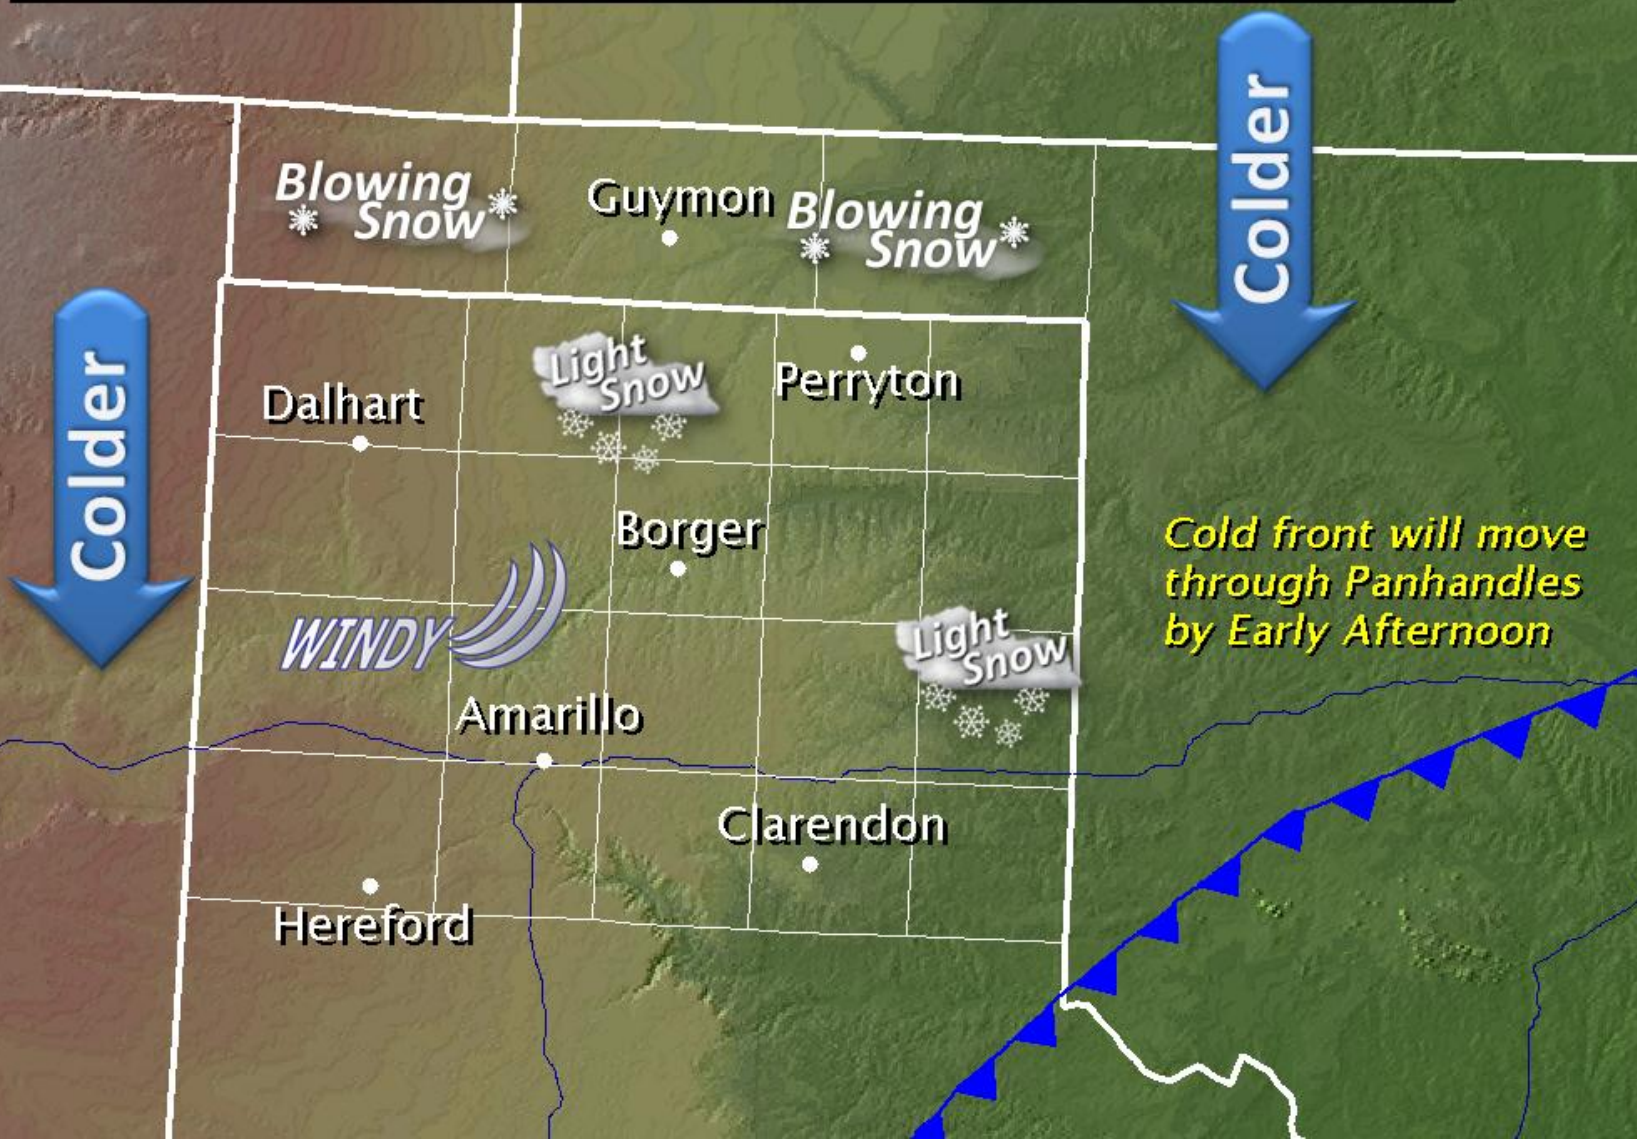 Colder
Blowing
Snow
Guymon
Blowing
Snow
Colder
Light
Snow
Perryton
Dalhart
Borger
Cold front will move
through Panhandles
by Early Afternoon
WINDY
Light
Snow
Amarillo
Clarendon
Hereford